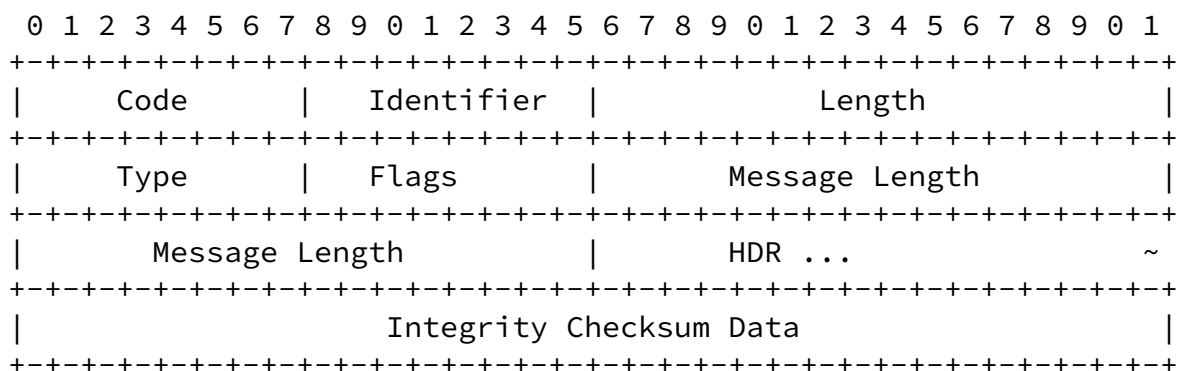 0 1 2 3 4 5 6 7 8 9 0 1 2 3 4 5 6 7 8 9 0 1 2 3 4 5 6 7 8 9 0 1
+-+-+-+-+-+-+-+-+-+-+-+-+-+-+-+-+-+-+-+-+-+-+-+-+-+-+-+-+-+-+-+-+
|     Code      |   Identifier  |            Length             |
+-+-+-+-+-+-+-+-+-+-+-+-+-+-+-+-+-+-+-+-+-+-+-+-+-+-+-+-+-+-+-+-+
|     Type      |   Flags       |       Message Length          |
+-+-+-+-+-+-+-+-+-+-+-+-+-+-+-+-+-+-+-+-+-+-+-+-+-+-+-+-+-+-+-+-+
|       Message Length          |       HDR ...                ~
+-+-+-+-+-+-+-+-+-+-+-+-+-+-+-+-+-+-+-+-+-+-+-+-+-+-+-+-+-+-+-+-+
|                    Integrity Checksum Data                    |
+-+-+-+-+-+-+-+-+-+-+-+-+-+-+-+-+-+-+-+-+-+-+-+-+-+-+-+-+-+-+-+-+